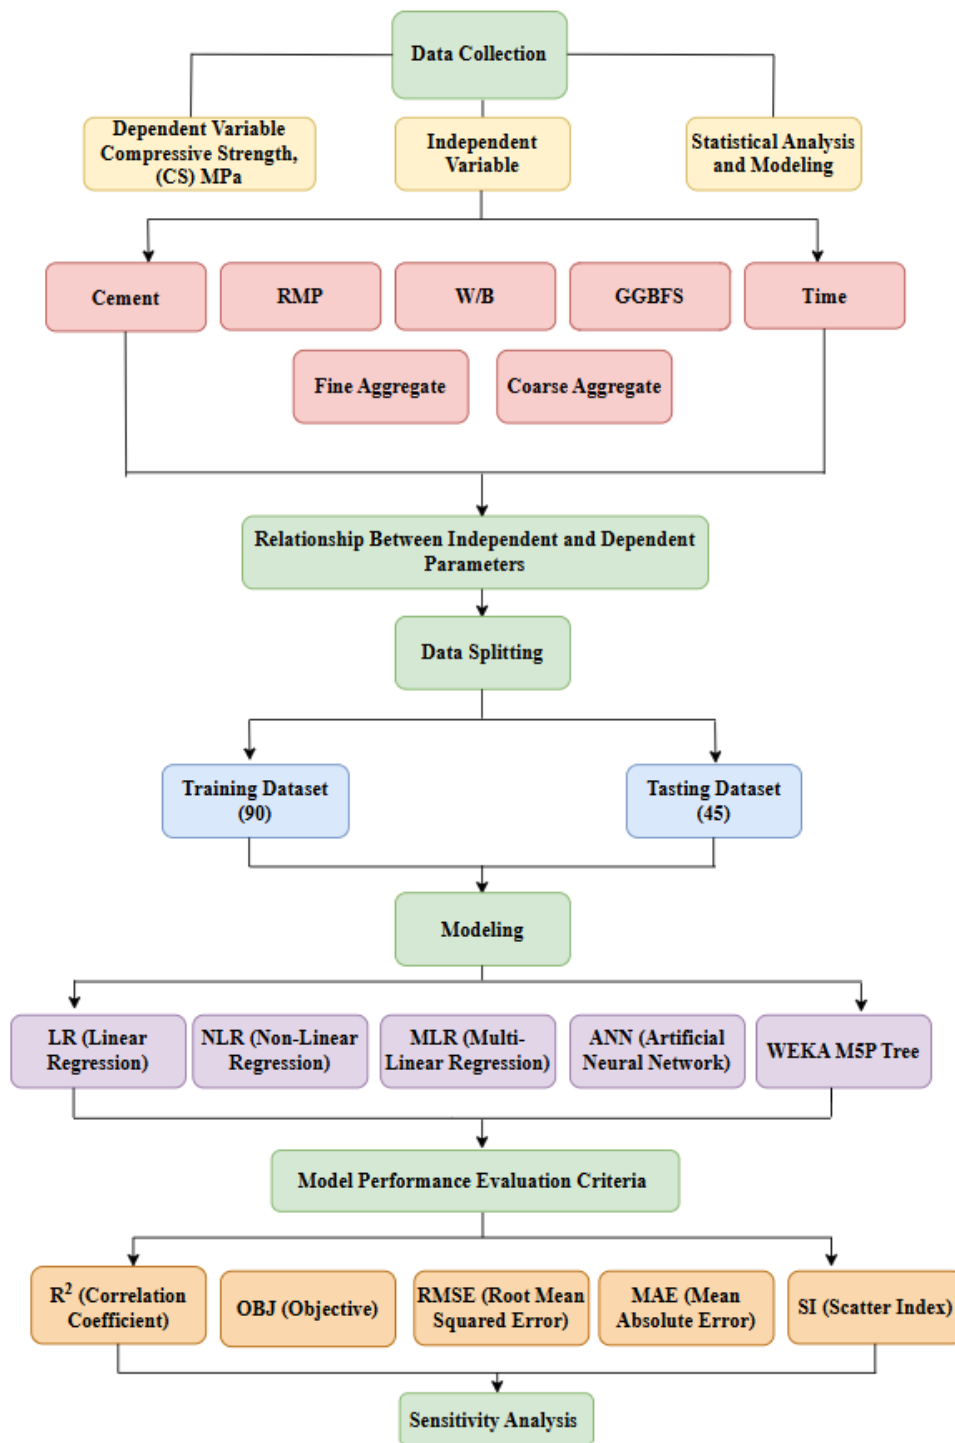 Data Collection
Dependent Variable
Compressive Strength,
(CS) MPa
Independent
Variable
Statistical Analysis
and Modeling
Cement
RMP
W/B
GGBFS
Time
Fine Aggregate
Coarse Aggregate
Relationship Between Independent and Dependent
Parameters
Data Splitting
Training Dataset
(90)
Tasting Dataset
(45)
Modeling
LR (Linear
Regression)
NLR (Non-Linear
Regression)
MLR (Multi-
Linear Regression)
ANN (Artificial
Neural Network)
WEKA M5P Tree
Model Performance Evaluation Criteria
R² (Correlation
Coefficient)
OBJ (Objective)
RMSE (Root Mean
Squared Error)
MAE (Mean
Absolute Error)
SI (Scatter Index)
Sensitivity Analysis